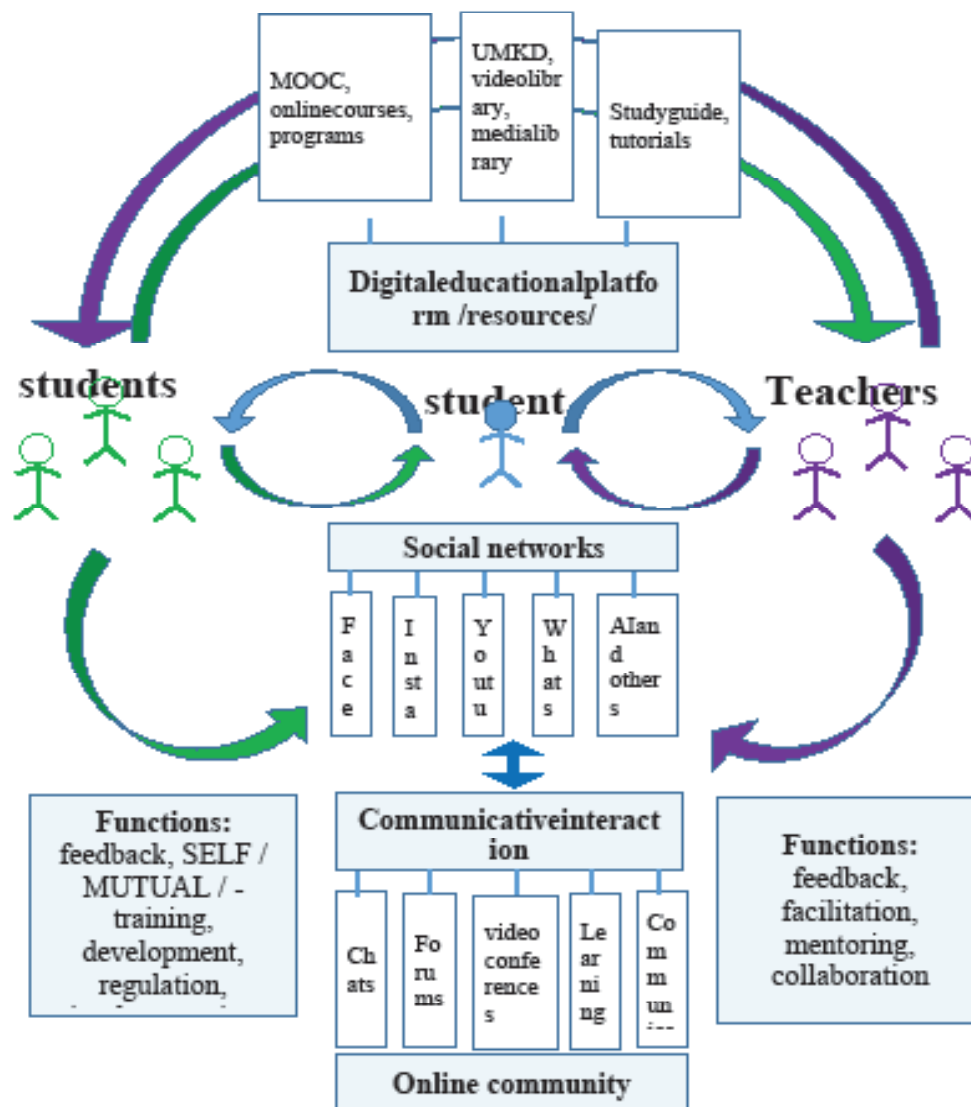 MOOC,
onlinecourses,
programs
UMKD,
videolibr
ary,
medialib
rary
Studyguide,
tutorials
Digitaleducationalplatfo
rm /resources/
students
student
Teachers
Social networks
F
a
c
e
I
n
st
a
Y
o
ut
u
W
h
at
s
AIan
d
other
s
Communicativeinteract
ion
Functions:
feedback, SELF /
MUTUAL / -
training,
development,
regulation,
Functions:
feedback,
facilitation,
mentoring,
collaboration
Ch
ats
Fo
ru
ms
video
confe
rence
s
Le
ar
ni
ng
Co
m
m
un
Online community